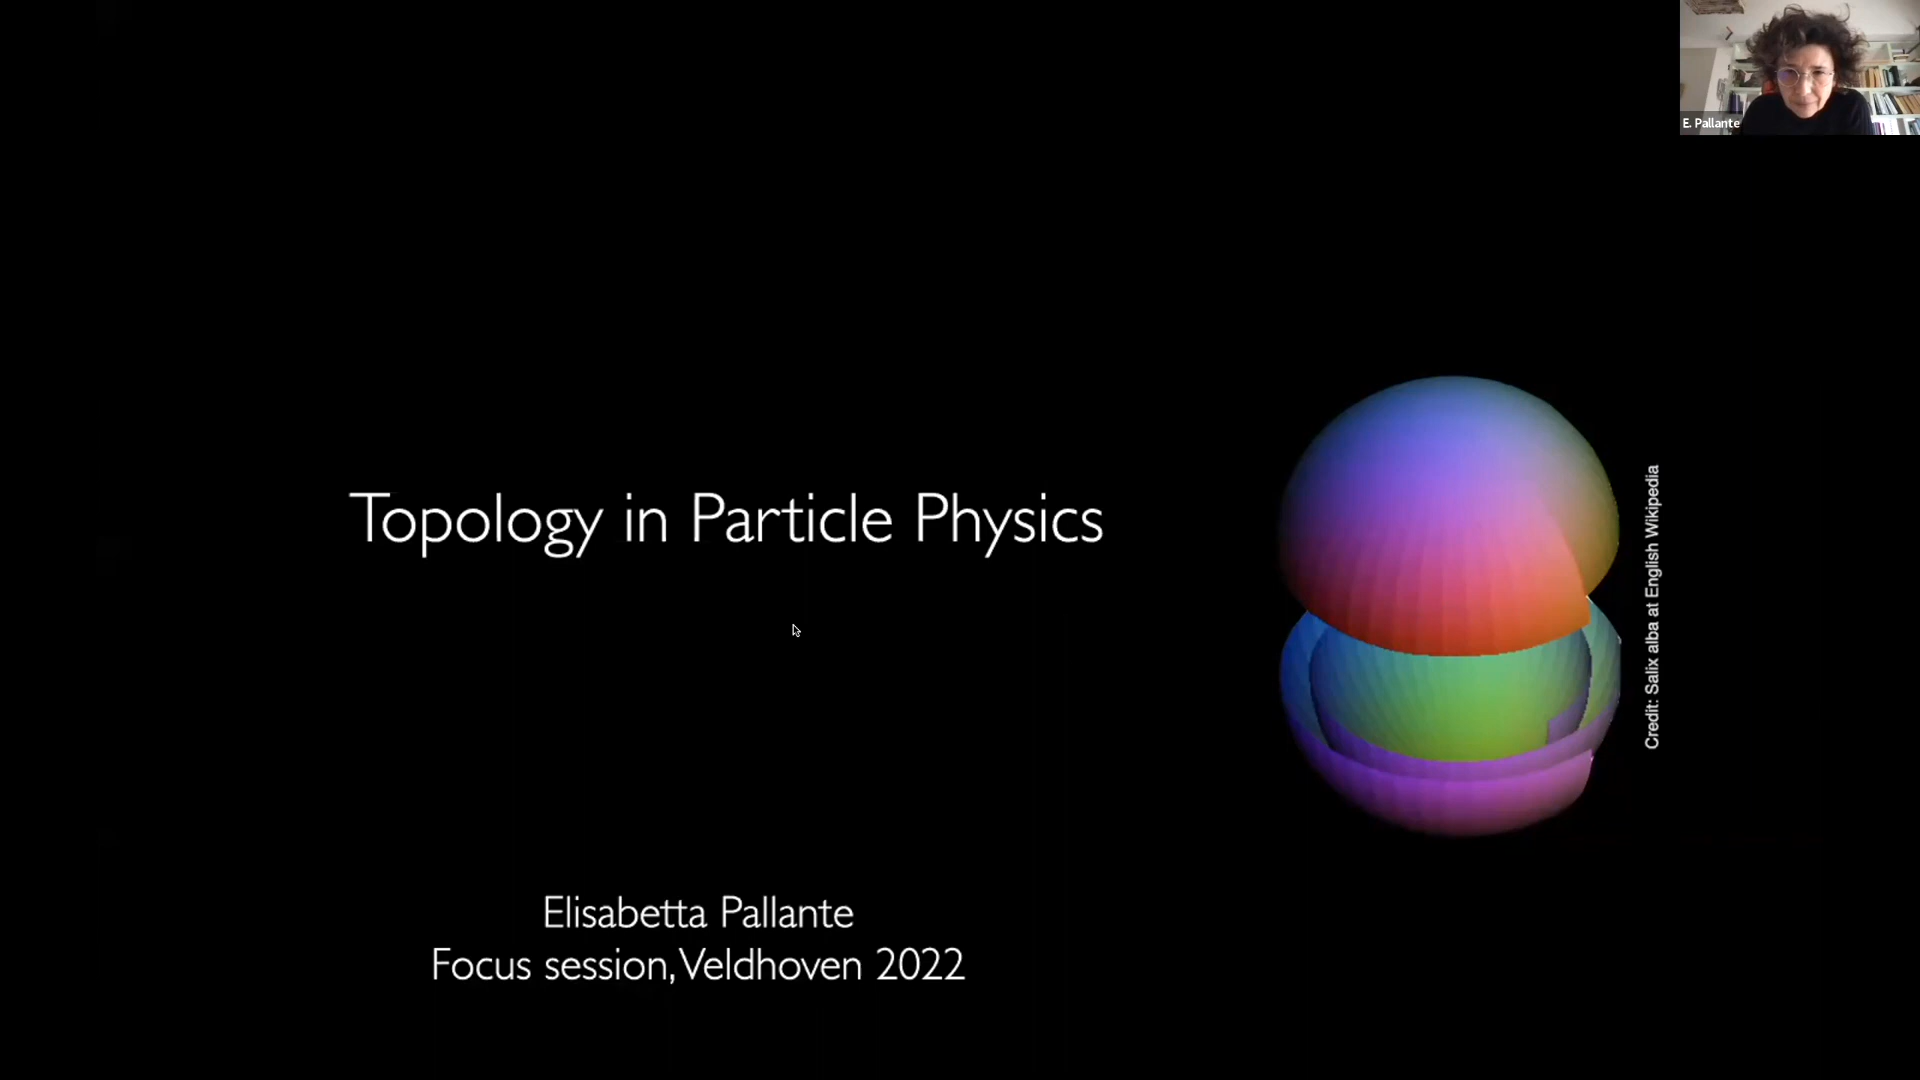 E. Pallante
Topology in Particle Physics
Credit: Salix alba at English Wikipedia
Elisabetta Pallante
Focus session, Veldhoven 2022